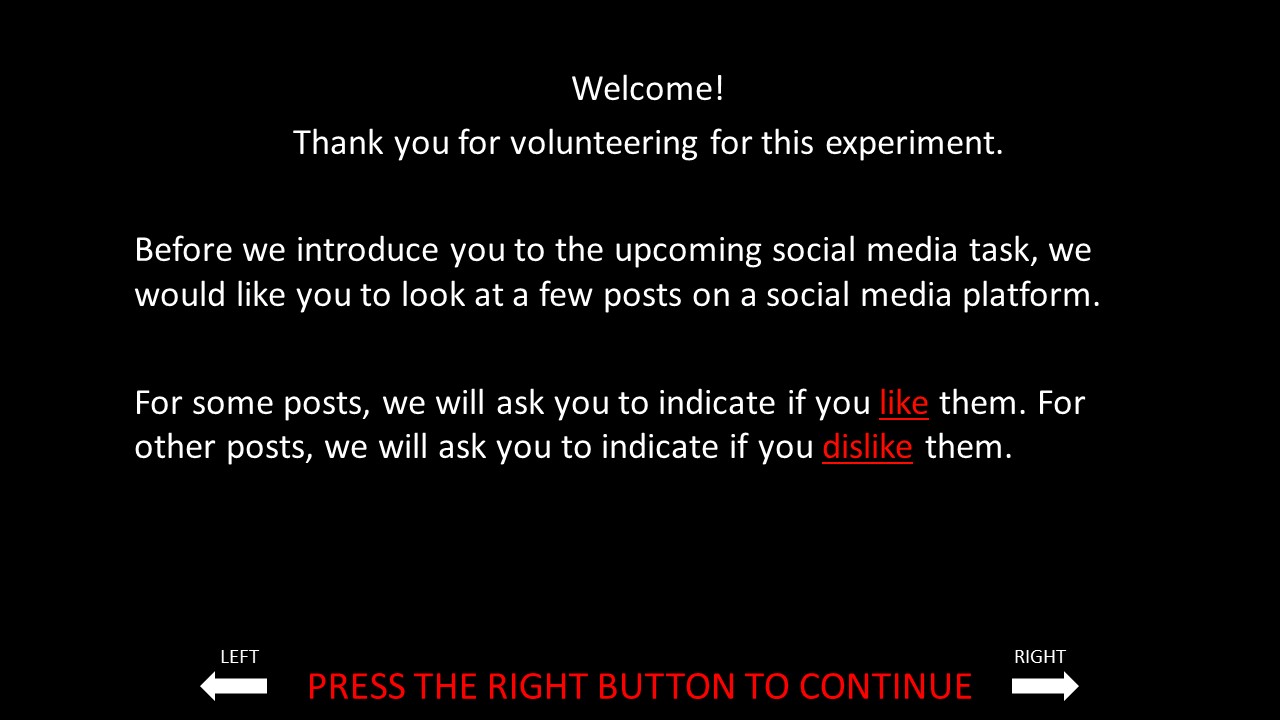 Welcome!
Thank you for volunteering for this experiment.
Before we introduce you to the upcoming social media task, we
would like you to look at a few posts on a social media platform.
For some posts, we will ask you to indicate if you like them. For
other posts, we will ask you to indicate if you dislike them.
LEFT
RIGHT
PRESS THE RIGHT BUTTON TO CONTINUE